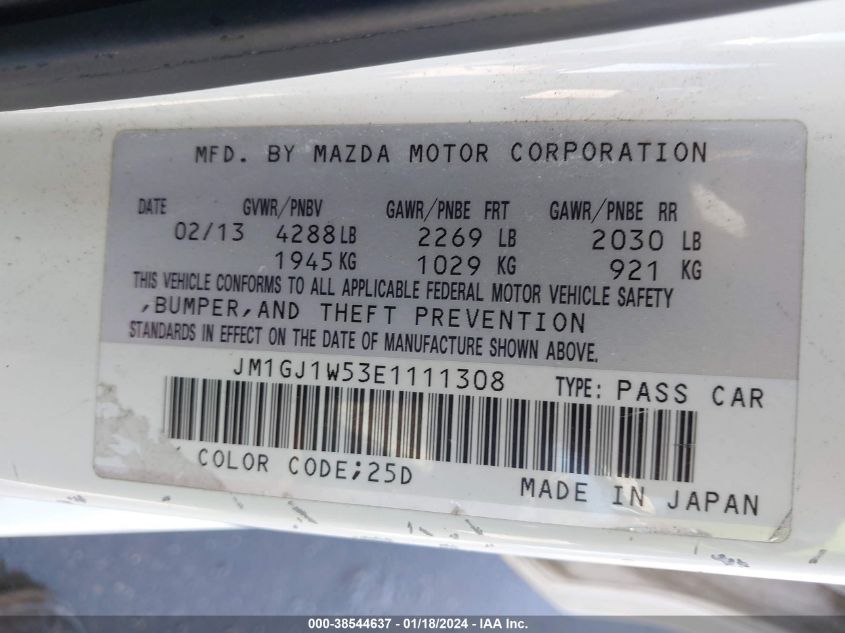 MFD. BY MAZDA MOTOR CORPORATION
DATE GVWR/PNBV GAWR/PNBE FRT GAWR/PNBE RR
02/13 4288 LB 2269 LB 2030 LB
1945 KG 1029 KG 921 KG
THIS VEHICLE CONFORMS TO ALL APPLICABLE FEDERAL MOTOR VEHICLE SAFETY
,BUMPER,AND THEFT PREVENTION
STANDARDS IN EFFECT ON THE DATE OF MANUFACTURE SHOWN ABOVE.
JM1GJ1W53E1111308 TYPE: PASS CAR
COLOR CODE;25D
MADE IN JAPAN
000-38544637 - 01/18/2024 - IAA Inc.